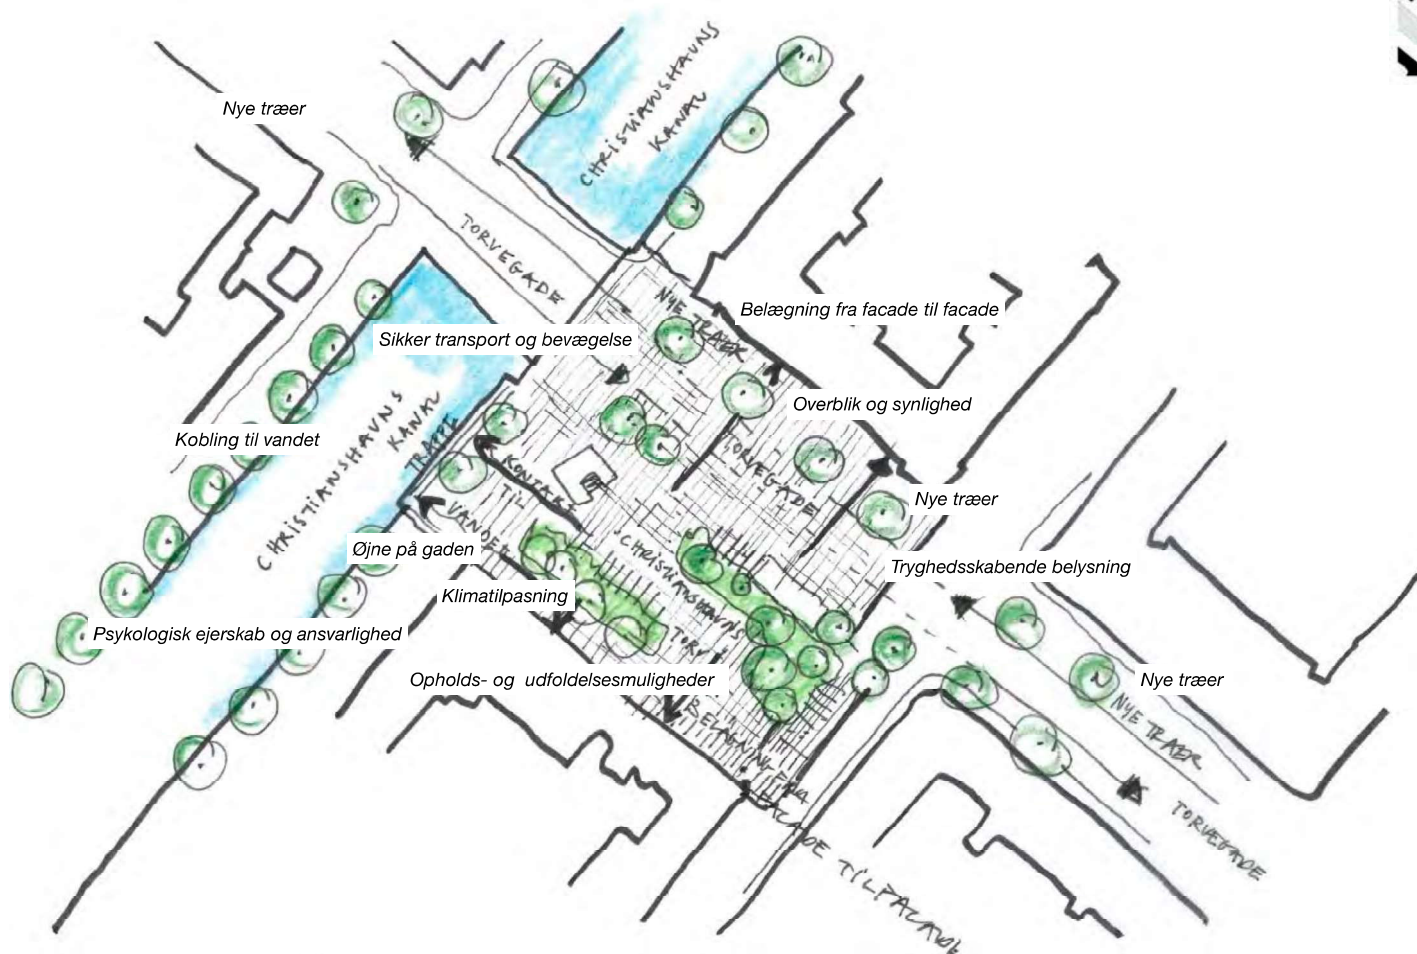 CHRISTIANSHAVNS
KANAL
Nye træer
TORVEGADE
NYE TRÆER
Belægning fra facade til facade
Sikker transport og bevægelse
Overblik og synlighed
Kobling til vandet
CHRISTIANSHAVNS
KANAL
TRAPPE
KONTAKT
TIL
VANDET
TORVEGADE
Nye træer
Øjne på gaden
CHRISTIANSHAVNS
TORV
Tryghedsskabende belysning
Klimatilpasning
Psykologisk ejerskab og ansvarlighed
Opholds- og udfoldelsesmuligheder
Nye træer
NYE TRÆER
BELÆGNING FRA
FACADE TIL FACADE
TORVEGADE